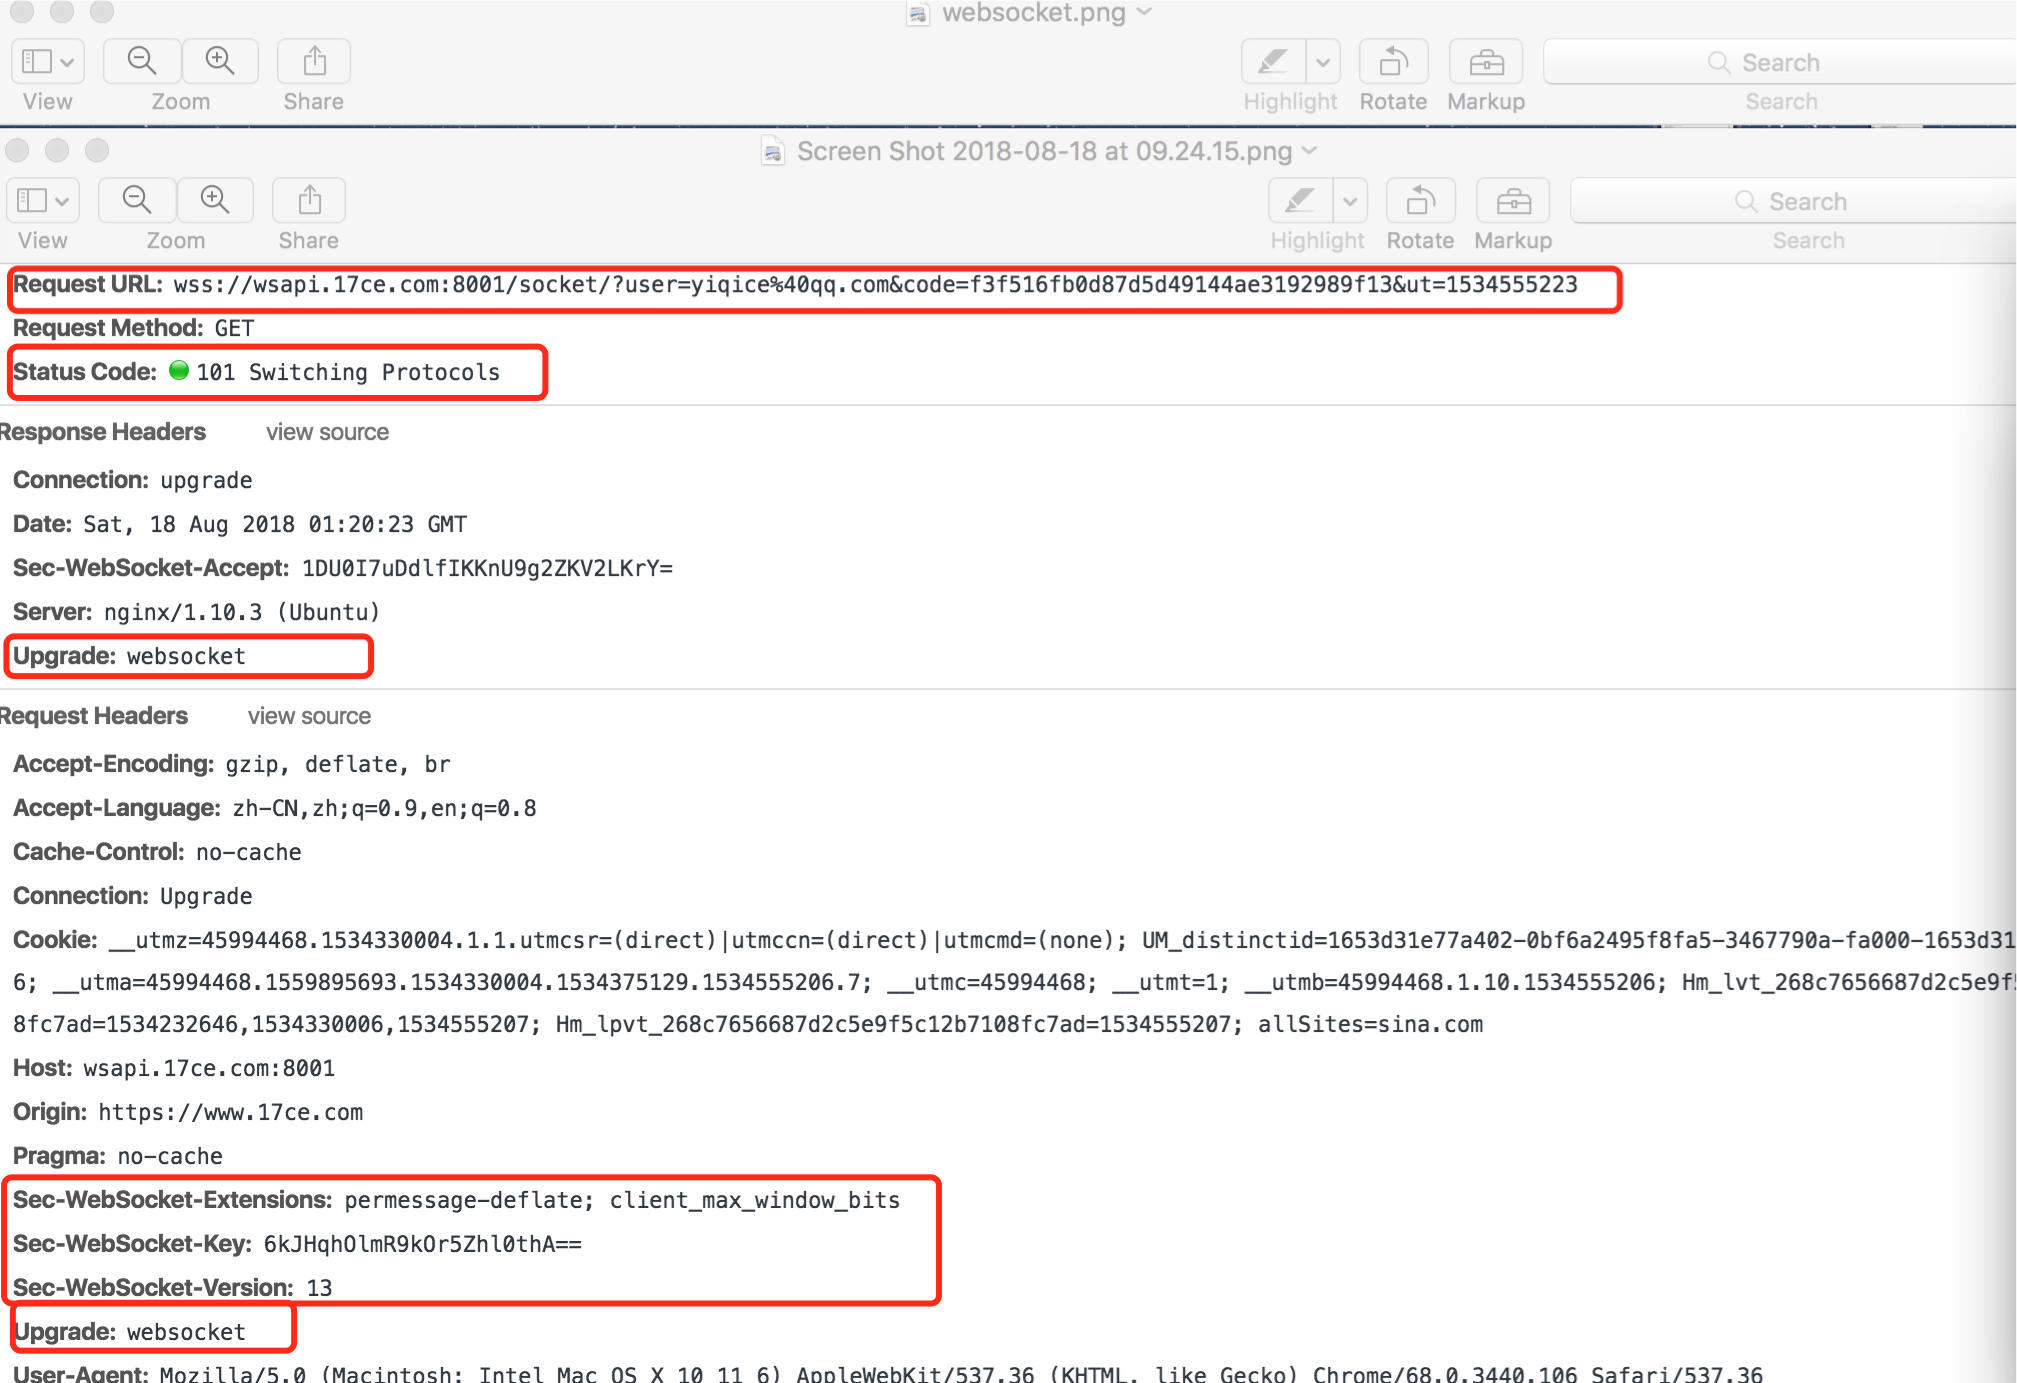 websocket.png
View Zoom Share Highlight Rotate Markup Search
Search
Screen Shot 2018-08-18 at 09.24.15.png
Search
View Zoom Share Highlight Rotate Markup Search
Request URL: wss://wsapi.17ce.com:8001/socket/?user=yiqice%40qq.com&code=f3f516fb0d87d5d49144ae3192989f13&ut=1534555223
Request Method: GET
Status Code: 101 Switching Protocols
Response Headers view source
Connection: upgrade
Date: Sat, 18 Aug 2018 01:20:23 GMT
Sec-WebSocket-Accept: 1DU0I7uDdlfIKKnU9g2ZKV2LKrY=
Server: nginx/1.10.3 (Ubuntu)
Upgrade: websocket
Request Headers view source
Accept-Encoding: gzip, deflate, br
Accept-Language: zh-CN,zh;q=0.9,en;q=0.8
Cache-Control: no-cache
Connection: Upgrade
Cookie: __utmz=45994468.1534330004.1.1.utmcsr=(direct)|utmccn=(direct)|utmcmd=(none); UM_distinctid=1653d31e77a402-0bf6a2495f8fa5-3467790a-fa000-1653d31
6; __utma=45994468.1559895693.1534330004.1534375129.1534555206.7; __utmc=45994468; __utmt=1; __utmb=45994468.1.10.1534555206; Hm_lvt_268c7656687d2c5e9f5
8fc7ad=1534232646,1534330006,1534555207; Hm_lpvt_268c7656687d2c5e9f5c12b7108fc7ad=1534555207; allSites=sina.com
Host: wsapi.17ce.com:8001
Origin: https://www.17ce.com
Pragma: no-cache
Sec-WebSocket-Extensions: permessage-deflate; client_max_window_bits
Sec-WebSocket-Key: 6kJHqhOlmR9kOr5Zhl0thA==
Sec-WebSocket-Version: 13
Upgrade: websocket
User-Agent: Mozilla/5.0 (Macintosh; Intel Mac OS X 10_11_6) AppleWebKit/537.36 (KHTML, like Gecko) Chrome/68.0.3440.106 Safari/537.36